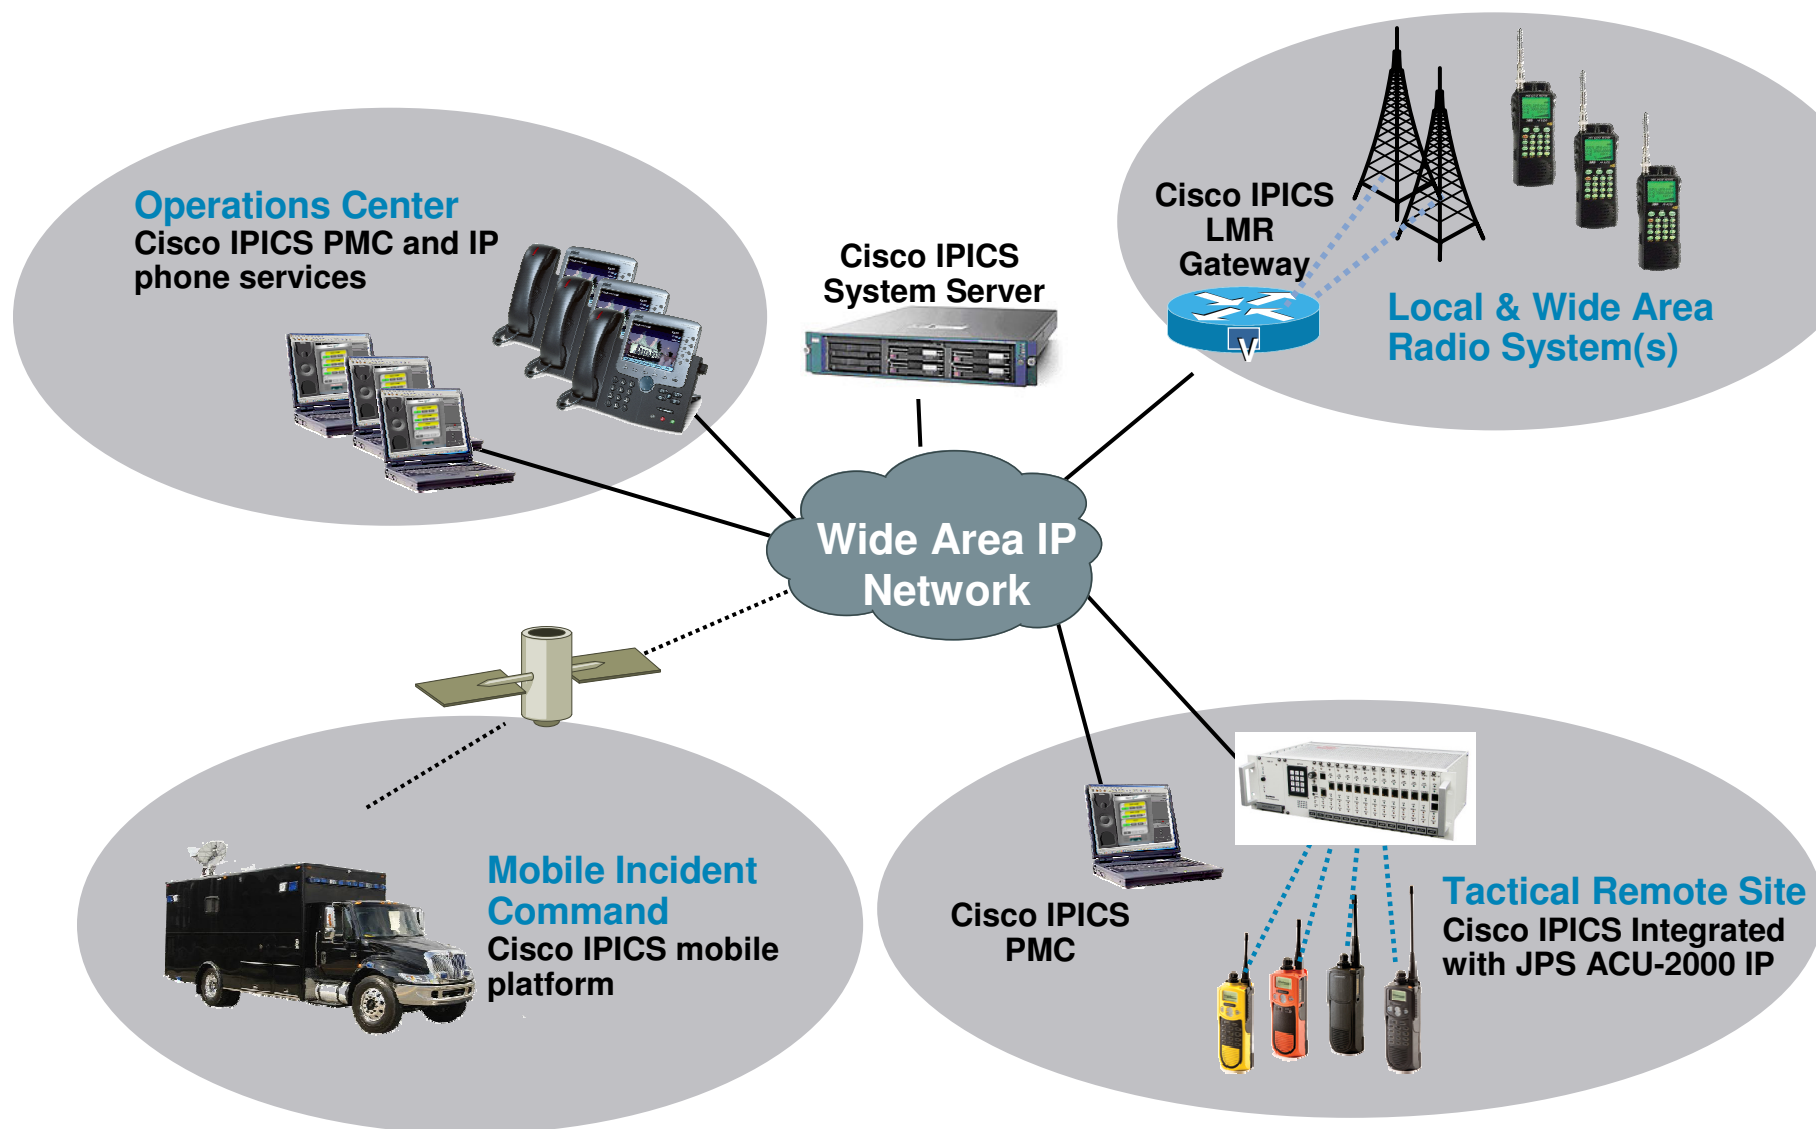 Operations Center
Cisco IPICS PMC and IP
phone services
Cisco IPICS
System Server
Cisco IPICS
LMR
Gateway
V
Local & Wide Area
Radio System(s)
Wide Area IP
Network
Mobile Incident
Command
Cisco IPICS mobile
platform
Cisco IPICS
PMC
Tactical Remote Site
Cisco IPICS Integrated
with JPS ACU-2000 IP